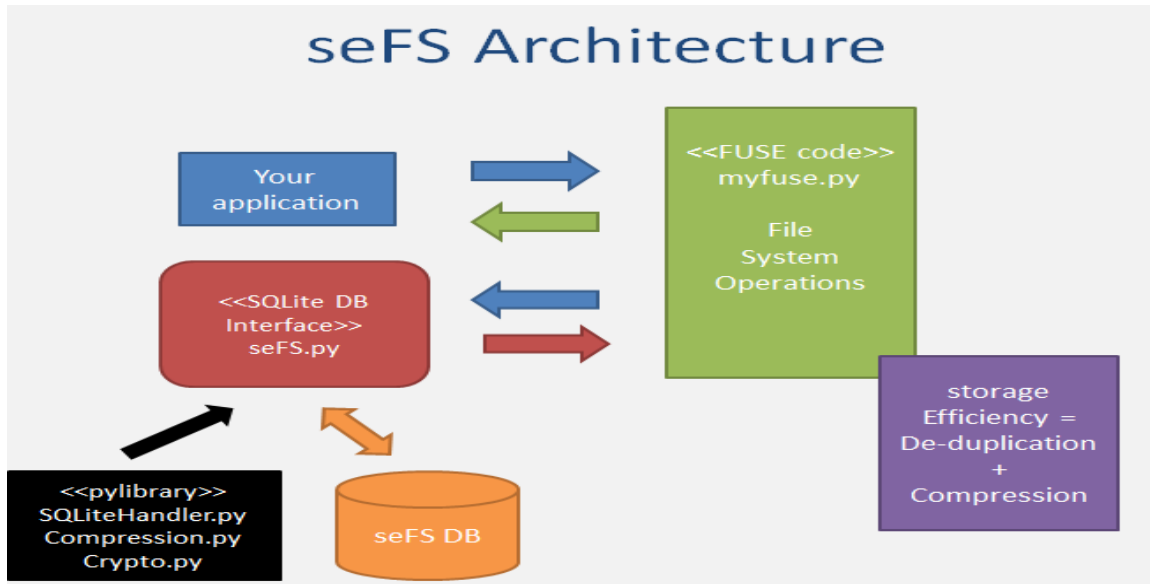 seFS Architecture
Your
application
<<FUSE code>>
myfuse.py
File
System
Operations
<<SQLite DB
Interface>>
seFS.py
storage
Efficiency =
De-duplication
+
Compression
<<pylibrary>>
SQLiteHandler.py
Compression.py
Crypto.py
seFS DB